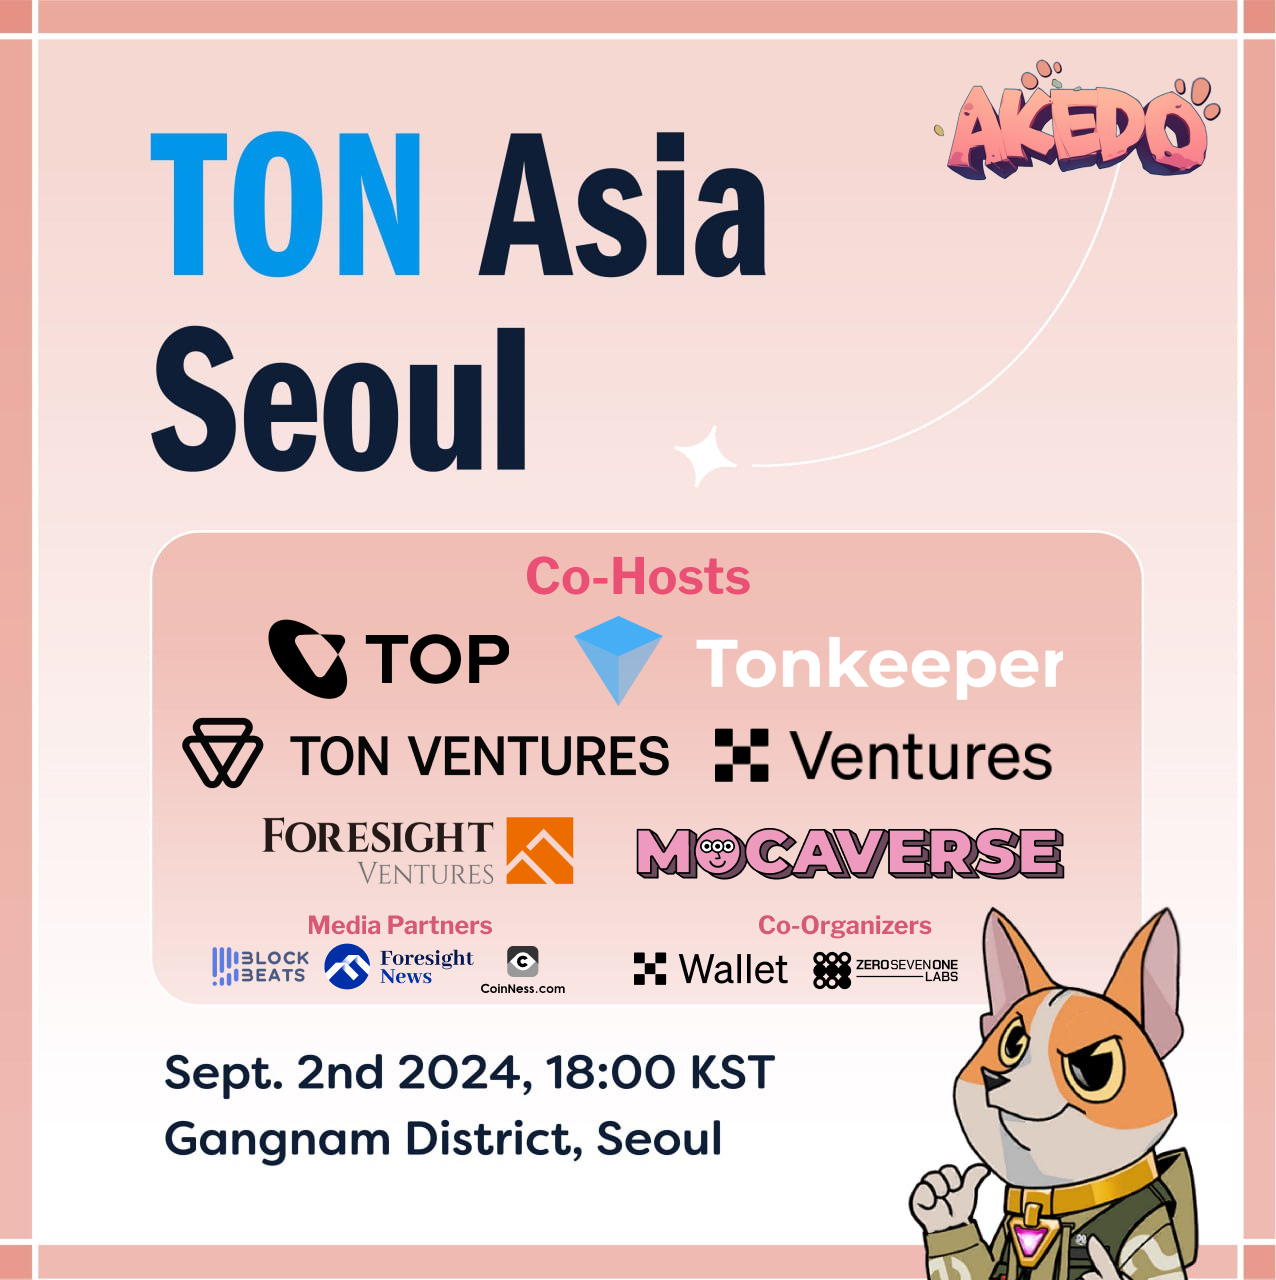 AKEDO
TON Asia
Seoul
Co-Hosts
TOP Tonkeeper
TON VENTURES Ventures
FORESIGHT
VENTURES
MOCAVERSE
Media Partners
BLOCK
BEATS
Foresight
News
CoinNess.com
Co-Organizers
Wallet
ZEROSEVENONE
LABS
Sept. 2nd 2024, 18:00 KST
Gangnam District, Seoul